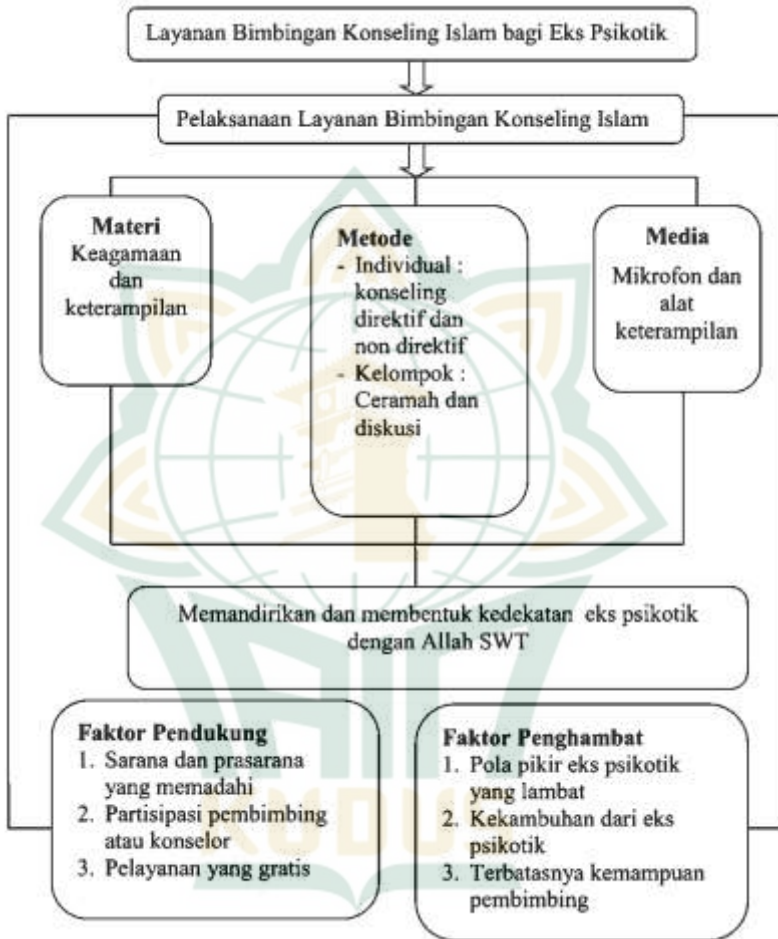 Layanan Bimbingan Konseling Islam bagi Eks Psikotik
Pelaksanaan Layanan Bimbingan Konseling Islam
Materi
Keagamaan
dan
keterampilan
Metode
- Individual :
konseling
direktif dan
non direktif
- Kelompok :
Ceramah dan
diskusi
Media
Mikrofon dan
alat
keterampilan
Memandirikan dan membentuk kedekatan eks psikotik
dengan Allah SWT
Faktor Pendukung
1. Sarana dan prasarana
yang memadahi
2. Partisipasi pembimbing
atau konselor
3. Pelayanan yang gratis
Faktor Penghambat
1. Pola pikir eks psikotik
yang lambat
2. Kekambuhan dari eks
psikotik
3. Terbatasnya kemampuan
pembimbing
KUDUS